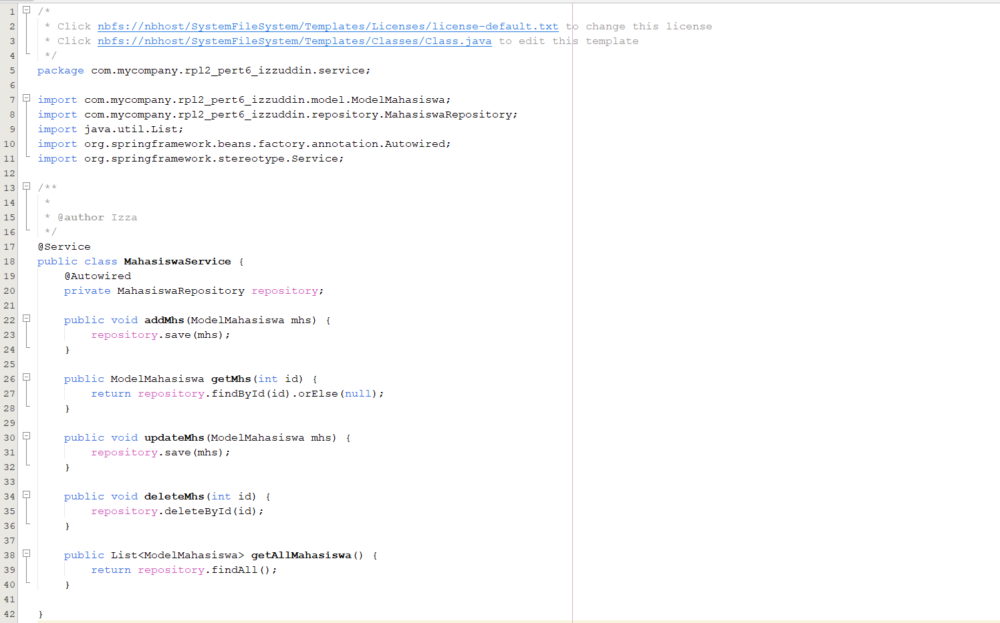 1 /*
2  * Click nbfs://nbhost/SystemFileSystem/Templates/Licenses/license-default.txt to change this license
3  * Click nbfs://nbhost/SystemFileSystem/Templates/Classes/Class.java to edit this template
4  */
5 package com.mycompany.rpl2_pert6_izzuddin.service;
6
7 import com.mycompany.rpl2_pert6_izzuddin.model.ModelMahasiswa;
8 import com.mycompany.rpl2_pert6_izzuddin.repository.MahasiswaRepository;
9 import java.util.List;
10 import org.springframework.beans.factory.annotation.Autowired;
11 import org.springframework.stereotype.Service;
12
13 /**
14  *
15  * @author Izza
16  */
17 @Service
18 public class MahasiswaService {
19     @Autowired
20     private MahasiswaRepository repository;
21
22     public void addMhs(ModelMahasiswa mhs) {
23         repository.save(mhs);
24     }
25
26     public ModelMahasiswa getMhs(int id) {
27         return repository.findById(id).orElse(null);
28     }
29
30     public void updateMhs(ModelMahasiswa mhs) {
31         repository.save(mhs);
32     }
33
34     public void deleteMhs(int id) {
35         repository.deleteById(id);
36     }
37
38     public List<ModelMahasiswa> getAllMahasiswa() {
39         return repository.findAll();
40     }
41
42 }